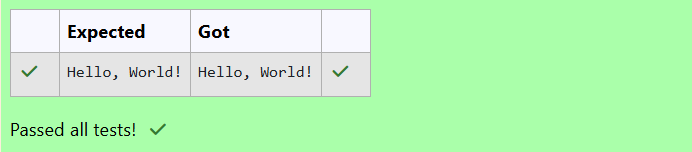 Expected Got
Hello, World! Hello, World!
Passed all tests!